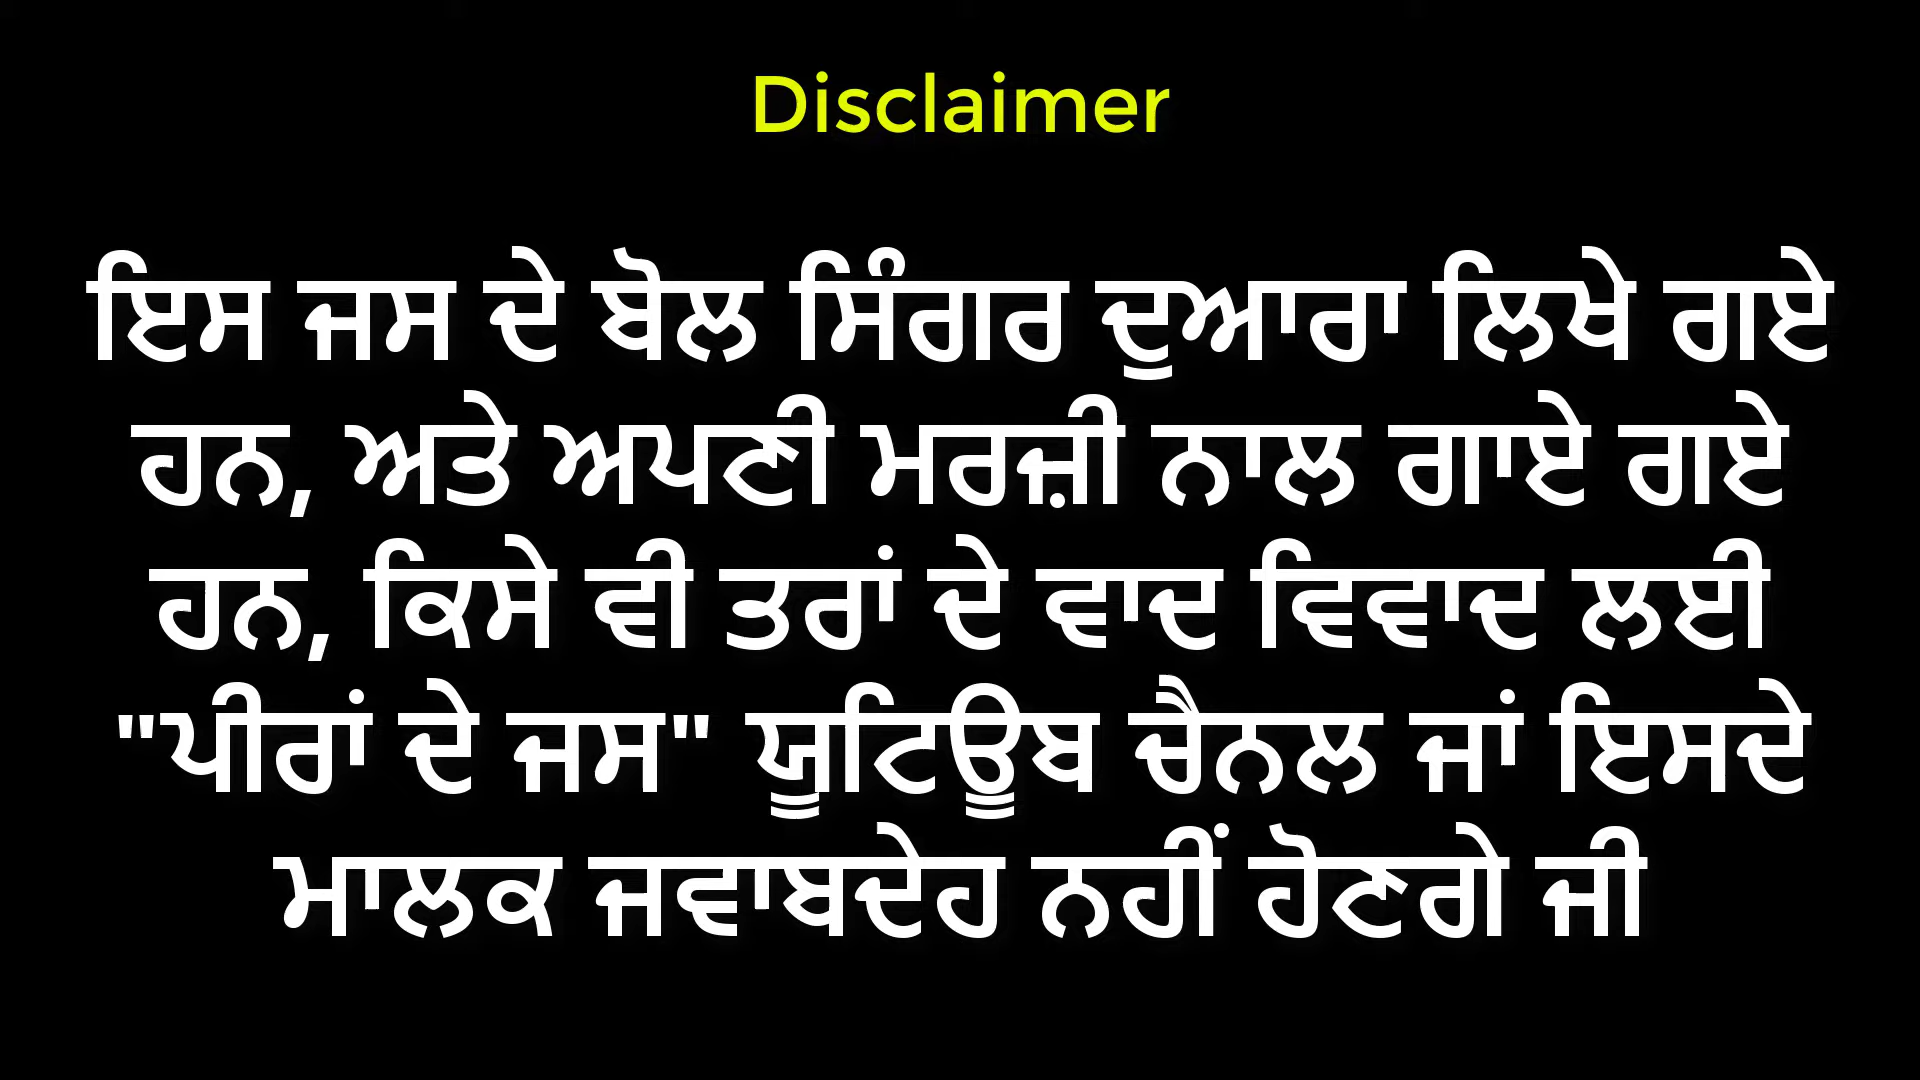 Disclaimer
ਇਸ ਜਸ ਦੇ ਬੋਲ ਸਿੰਗਰ ਦੁਆਰਾ ਲਿਖੇ ਗਏ
ਹਨ, ਅਤੇ ਅਪਣੀ ਮਰਜ਼ੀ ਨਾਲ ਗਾਏ ਗਏ
ਹਨ, ਕਿਸੇ ਵੀ ਤਰਾਂ ਦੇ ਵਾਦ ਵਿਵਾਦ ਲਈ
"ਪੀਰਾਂ ਦੇ ਜਸ" ਯੂਟਿਊਬ ਚੈਨਲ ਜਾਂ ਇਸਦੇ
ਮਾਲਕ ਜਵਾਬਦੇਹ ਨਹੀਂ ਹੋਣਗੇ ਜੀ